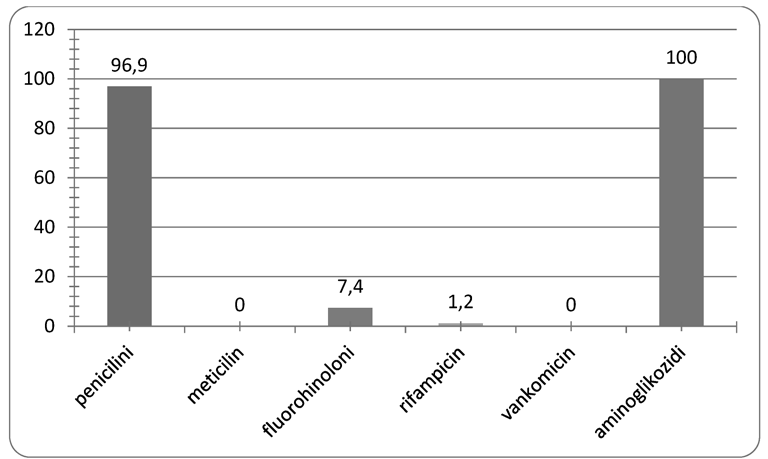 120
100
80
60
40
20
0
96,9
0
7,4
1,2
0
100
penicilini
meticilin
fluorohinoloni
rifampicin
vankomicin
aminoglikozidi